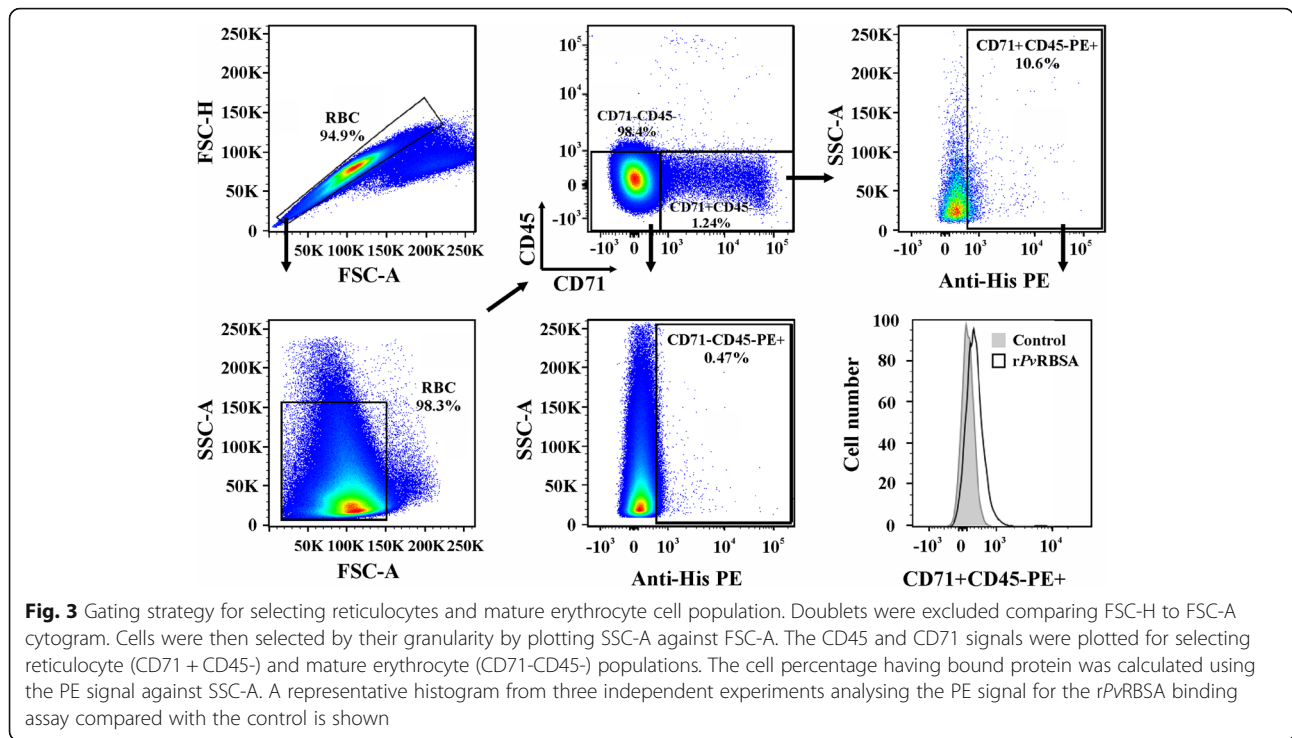 250K
200K
150K
100K
50K
0
FSC-H
RBC
94.9%
50K 100K 150K 200K 250K
FSC-A
10⁵
10⁴
10³
0
-10³
CD71-CD45-
98.4%
CD71+CD45-
1.24%
CD45
CD71
-10³ 0 10³ 10⁴ 10⁵
250K
200K
150K
100K
50K
0
SSC-A
CD71+CD45-PE+
10.6%
-10³ 0 10³ 10⁴ 10⁵
Anti-His PE
250K
200K
150K
100K
50K
0
SSC-A
RBC
98.3%
50K 100K 150K 200K 250K
FSC-A
250K
200K
150K
100K
50K
0
SSC-A
CD71-CD45-PE+
0.47%
-10³ 0 10³ 10⁴ 10⁵
Anti-His PE
100
80
60
40
20
0
Cell number
Control
rPvRBSA
-10³ 0 10³ 10⁴
CD71+CD45-PE+
Fig. 3 Gating strategy for selecting reticulocytes and mature erythrocyte cell population. Doublets were excluded comparing FSC-H to FSC-A
cytogram. Cells were then selected by their granularity by plotting SSC-A against FSC-A. The CD45 and CD71 signals were plotted for selecting
reticulocyte (CD71 + CD45-) and mature erythrocyte (CD71-CD45-) populations. The cell percentage having bound protein was calculated using
the PE signal against SSC-A. A representative histogram from three independent experiments analysing the PE signal for the rPvRBSA binding
assay compared with the control is shown